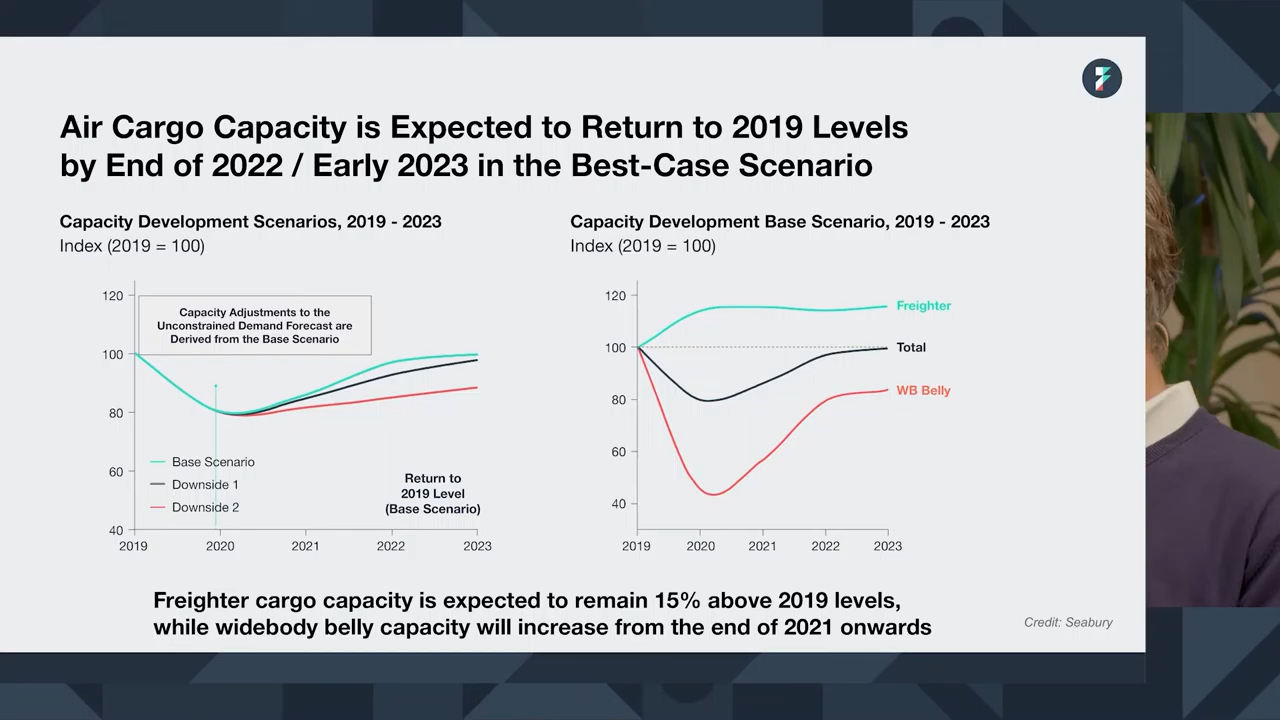 Air Cargo Capacity is Expected to Return to 2019 Levels
by End of 2022 / Early 2023 in the Best-Case Scenario
Capacity Development Scenarios, 2019 - 2023
Index (2019 = 100)
120
100
80
60
40
Capacity Adjustments to the
Unconstrained Demand Forecast are
Derived from the Base Scenario
Base Scenario
Downside 1
Downside 2
Return to
2019 Level
(Base Scenario)
2019 2020 2021 2022 2023
Capacity Development Base Scenario, 2019 - 2023
Index (2019 = 100)
120
100
80
60
40
Freighter
Total
WB Belly
2019 2020 2021 2022 2023
Freighter cargo capacity is expected to remain 15% above 2019 levels,
while widebody belly capacity will increase from the end of 2021 onwards
Credit: Seabury